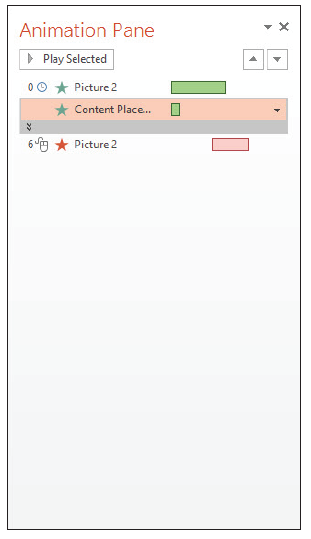 Animation Pane
Play Selected
0 Picture 2
Content Place...
6 Picture 2